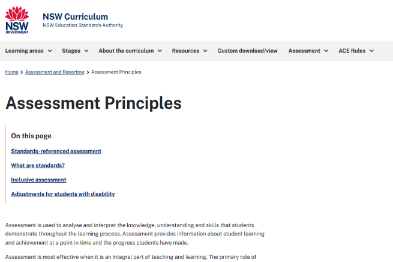 NSW Curriculum
NSW Education Standards Authority
NSW
GOVERNMENT
Learning areas Stages About the curriculum Resources Custom download/view Assessment ACE Rules
Home > Assessment and Reporting > Assessment Principles
Assessment Principles
On this page
Standards-referenced assessment
What are standards?
Inclusive assessment
Adjustments for students with disability
Assessment is used to analyse and interpret the knowledge, understanding and skills that students
demonstrate throughout the learning process. Assessment provides information about student learning
and achievement at a point in time and the progress students have made.
Assessment is most effective when it is an integral part of teaching and learning. The primary role of